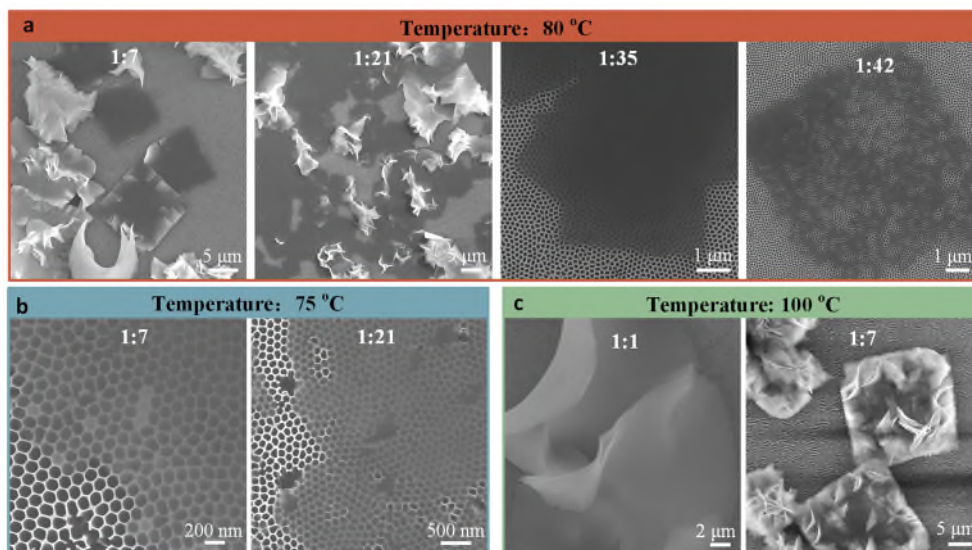 a
Temperature: 80 °C
1:7
1:21
1:35
1:42
5 μm
5 μm
1 μm
1 μm
b
Temperature: 75 °C
1:7
1:21
200 nm
500 nm
c
Temperature: 100 °C
1:1
1:7
2 μm
5 μm